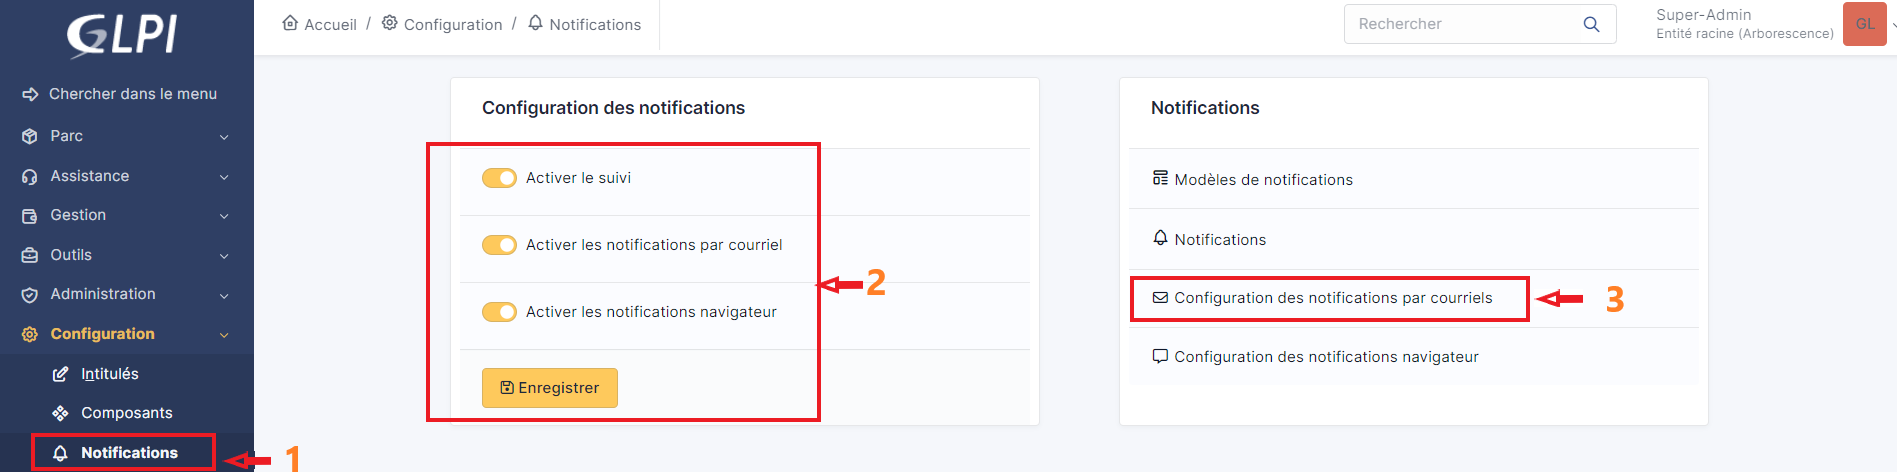 GLPI
Chercher dans le menu
Parc
Assistance
Gestion
Outils
Administration
Configuration
Intitulés
Composants
Notifications
1
Accueil / Configuration / Notifications
Rechercher
Super-Admin
Entité racine (Arborescence)
GL
Configuration des notifications
Activer le suivi
Activer les notifications par courriel
Activer les notifications navigateur
Enregistrer
2
Notifications
Modèles de notifications
Notifications
Configuration des notifications par courriels
3
Configuration des notifications navigateur